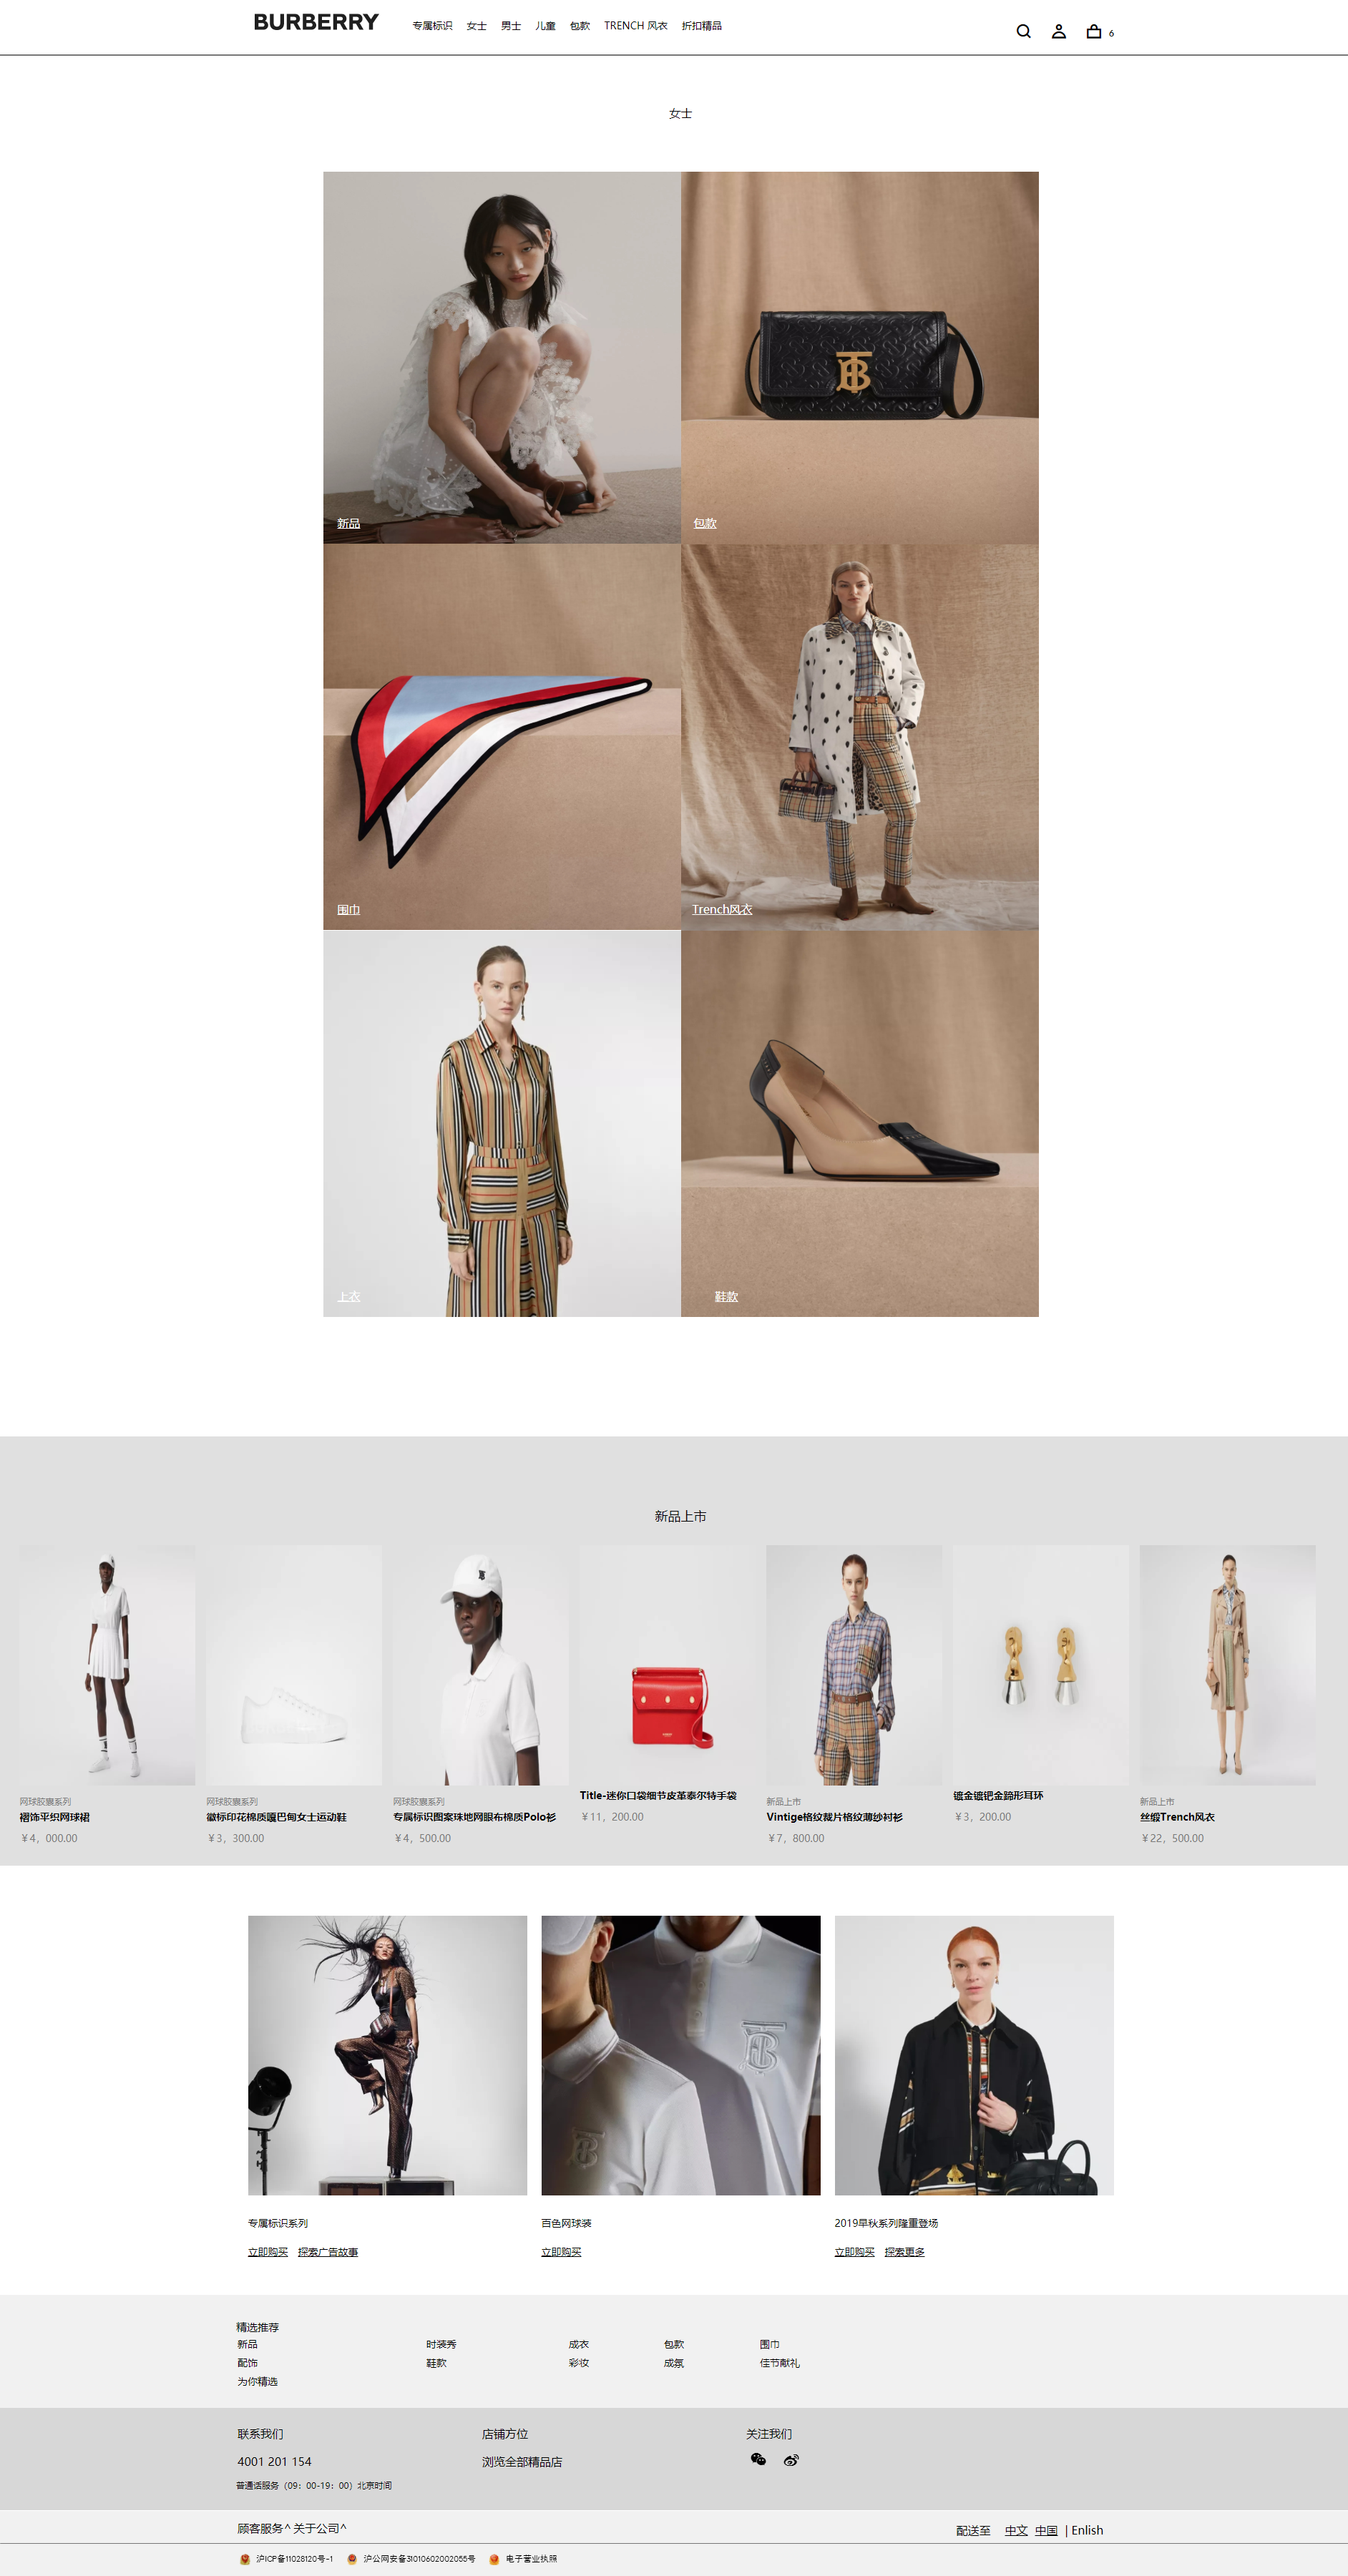 BURBERRY 专属标识 女士 男士 儿童 包款 TRENCH 风衣 折扣精品 6
女士
新品 包款
围巾 Trench风衣
上衣 鞋款
新品上市
网球胶囊系列
褶饰平织网球裙
￥4，000.00
网球胶囊系列
徽标印花棉质嘎巴甸女士运动鞋
￥3，300.00
网球胶囊系列
专属标识图案珠地网眼布棉质Polo衫
￥4，500.00
Title-迷你口袋细节皮革泰尔特手袋
￥11，200.00
新品上市
Vintige格纹裁片格纹薄纱衬衫
￥7，800.00
镀金镀钯金蹄形耳环
￥3，200.00
新品上市
丝缎Trench风衣
￥22，500.00
专属标识系列
立即购买 探索广告故事
百色网球装
立即购买
2019早秋系列隆重登场
立即购买 探索更多
精选推荐
新品 时装秀 成衣 包款 围巾
配饰 鞋款 彩妆 成氛 佳节献礼
为你精选
联系我们 店铺方位 关注我们
4001 201 154 浏览全部精品店
普通话服务（09：00-19：00）北京时间
顾客服务^ 关于公司^ 配送至 中文 中国 | Enlish
沪ICP备11028120号-1 沪公网安备31010602002055号 电子营业执照